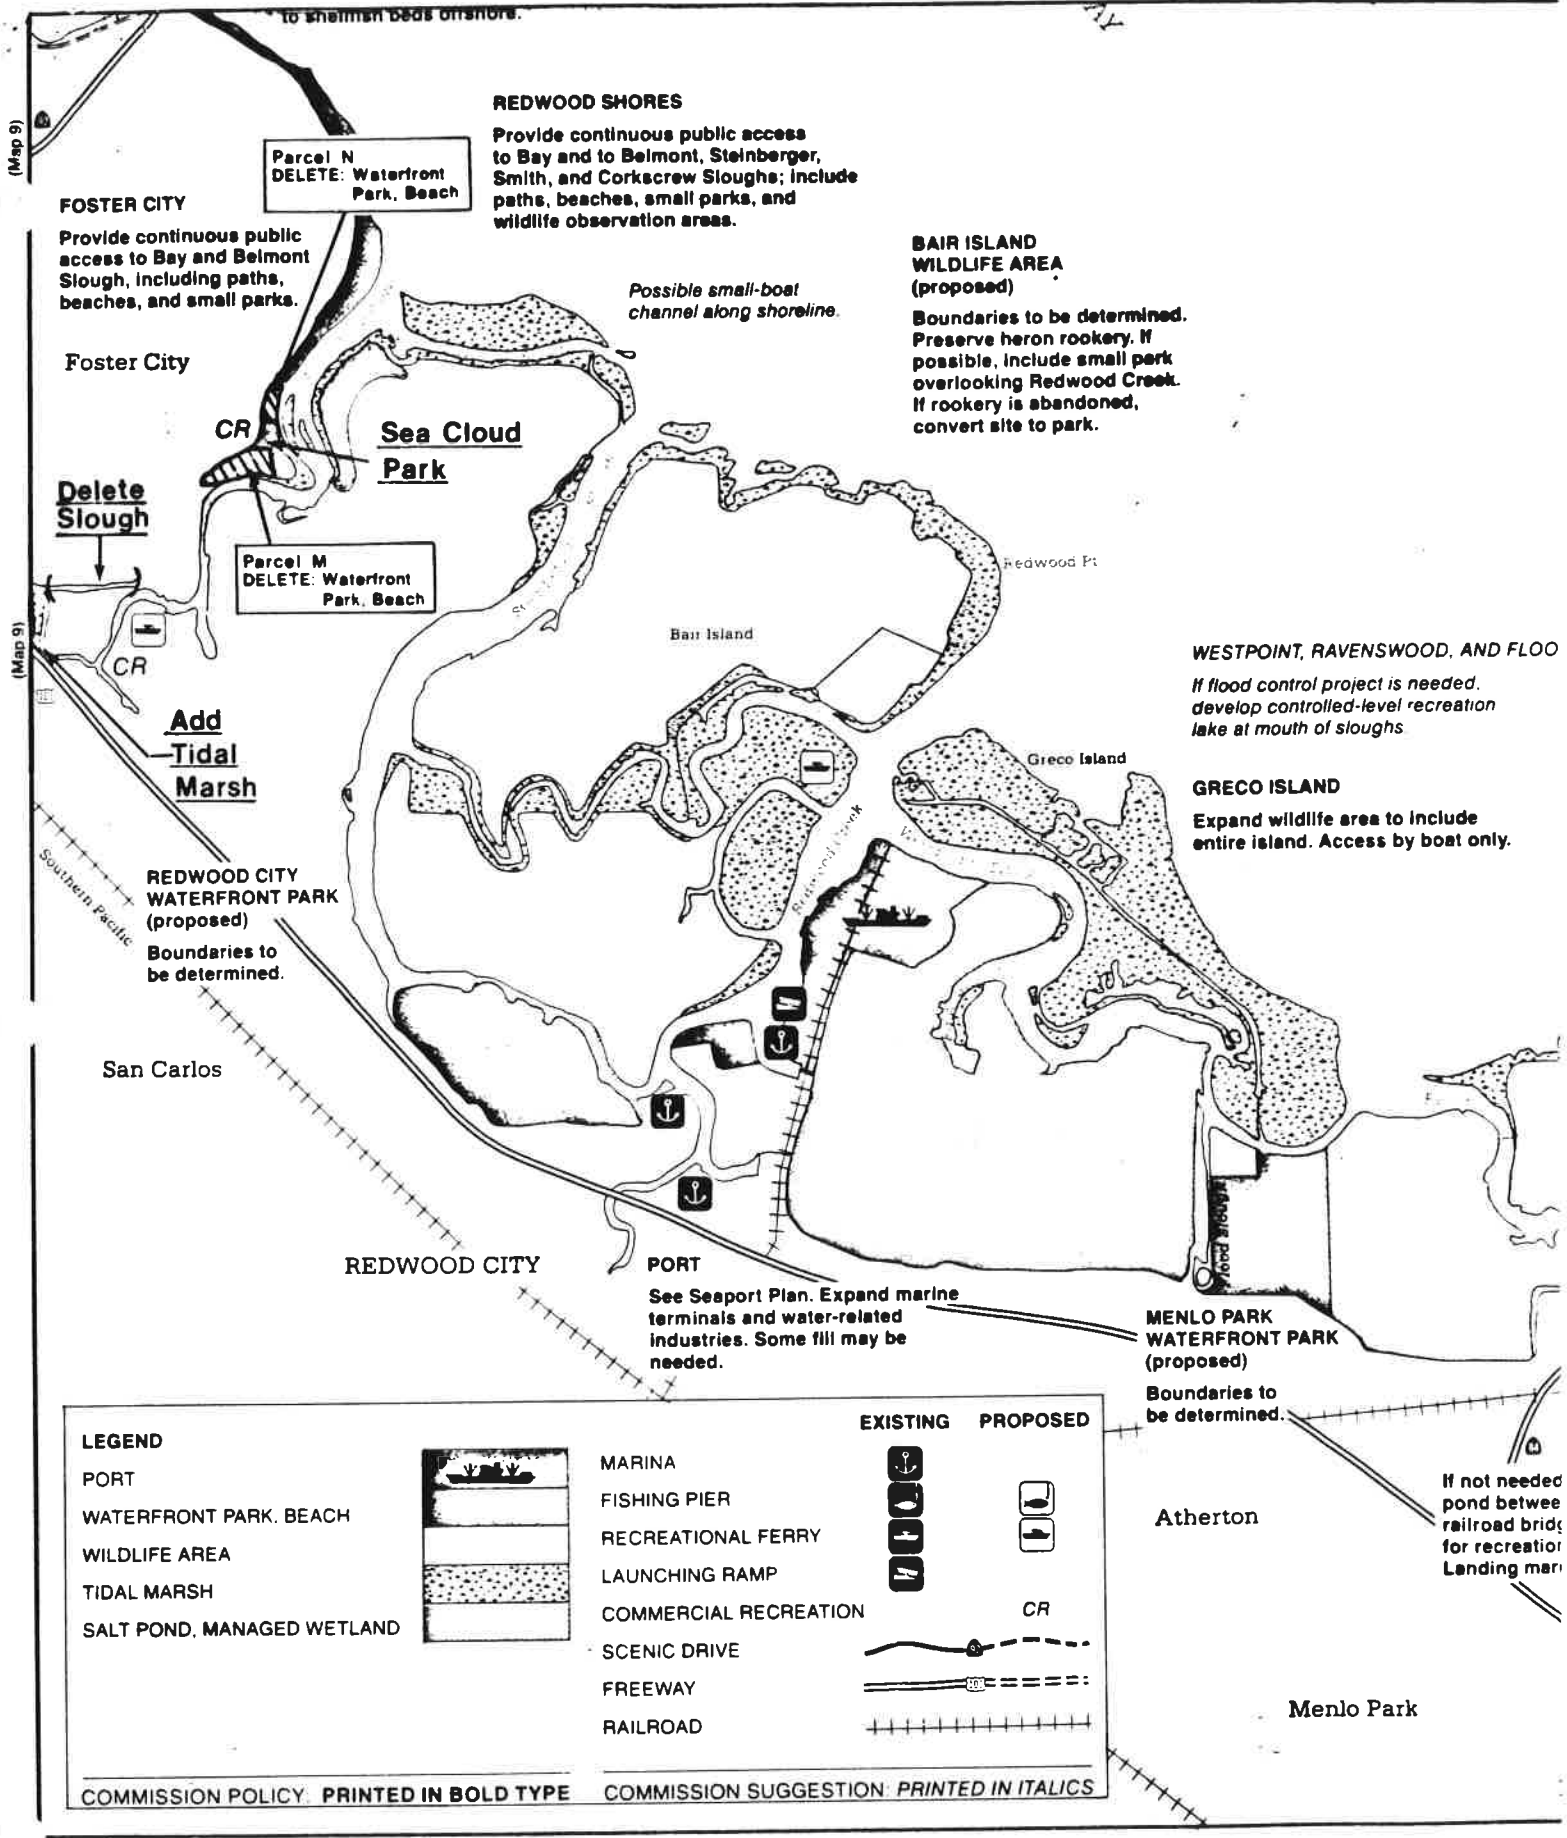 to shellfish beds offshore.
(Map 9)
REDWOOD SHORES
Provide continuous public access
to Bay and to Belmont, Steinberger,
Smith, and Corkscrew Sloughs; include
paths, beaches, small parks, and
wildlife observation areas.
Parcel N
DELETE: Waterfront
Park, Beach
FOSTER CITY
Provide continuous public
access to Bay and Belmont
Slough, including paths,
beaches, and small parks.
BAIR ISLAND
WILDLIFE AREA
(proposed)
Boundaries to be determined.
Preserve heron rookery. If
possible, include small park
overlooking Redwood Creek.
If rookery is abandoned,
convert site to park.
Possible small-boat
channel along shoreline.
Foster City
CR
Sea Cloud
Park
Delete
Slough
Parcel M
DELETE: Waterfront
Park, Beach
Redwood Pt
Bair Island
(Map 9)
CR
WESTPOINT, RAVENSWOOD, AND FLOO
If flood control project is needed,
develop controlled-level recreation
lake at mouth of sloughs
Add
Tidal
Marsh
Greco Island
GRECO ISLAND
Expand wildlife area to include
entire island. Access by boat only.
Redwood Creek
Southern Pacific
REDWOOD CITY
WATERFRONT PARK
(proposed)
Boundaries to
be determined.
San Carlos
Flood Slough
REDWOOD CITY
PORT
See Seaport Plan. Expand marine
terminals and water-related
industries. Some fill may be
needed.
MENLO PARK
WATERFRONT PARK
(proposed)
Boundaries to
be determined.
If not needed
pond betwee
railroad bridg
for recreation
Landing mari
Atherton
Menlo Park
LEGEND
PORT
WATERFRONT PARK, BEACH
WILDLIFE AREA
TIDAL MARSH
SALT POND, MANAGED WETLAND
EXISTING PROPOSED
MARINA
FISHING PIER
RECREATIONAL FERRY
LAUNCHING RAMP
COMMERCIAL RECREATION CR
SCENIC DRIVE
FREEWAY
RAILROAD
COMMISSION POLICY: PRINTED IN BOLD TYPE
COMMISSION SUGGESTION: PRINTED IN ITALICS